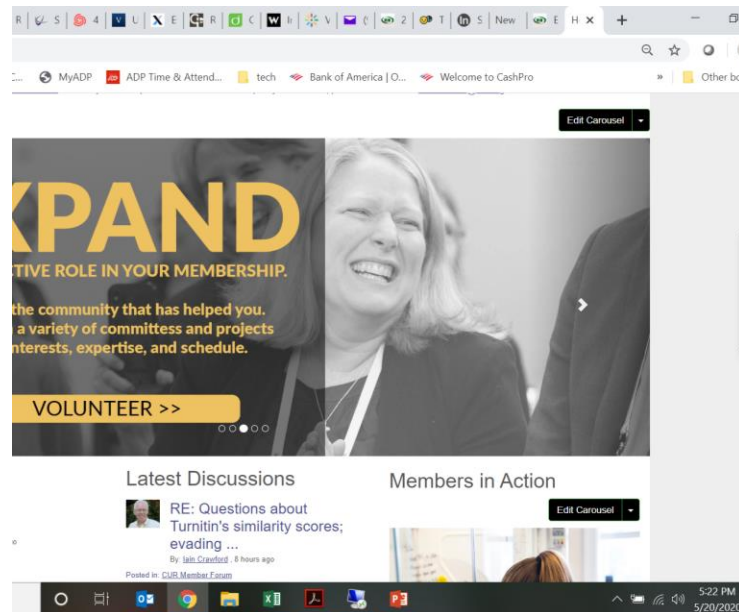 R S 4 U E R C V ( 2 T S New E H
MyADP ADP Time & Attend... tech Bank of America | O... Welcome to CashPro » Other bo
Edit Carousel
XPAND
CTIVE ROLE IN YOUR MEMBERSHIP.
the community that has helped you.
a variety of committess and projects
nterests, expertise, and schedule.
VOLUNTEER >>
Latest Discussions
RE: Questions about
Turnitin's similarity scores;
evading ...
By: Iain Crawford , 8 hours ago
Posted in: CUR Member Forum
Members in Action
Edit Carousel
5:22 PM
5/20/2020